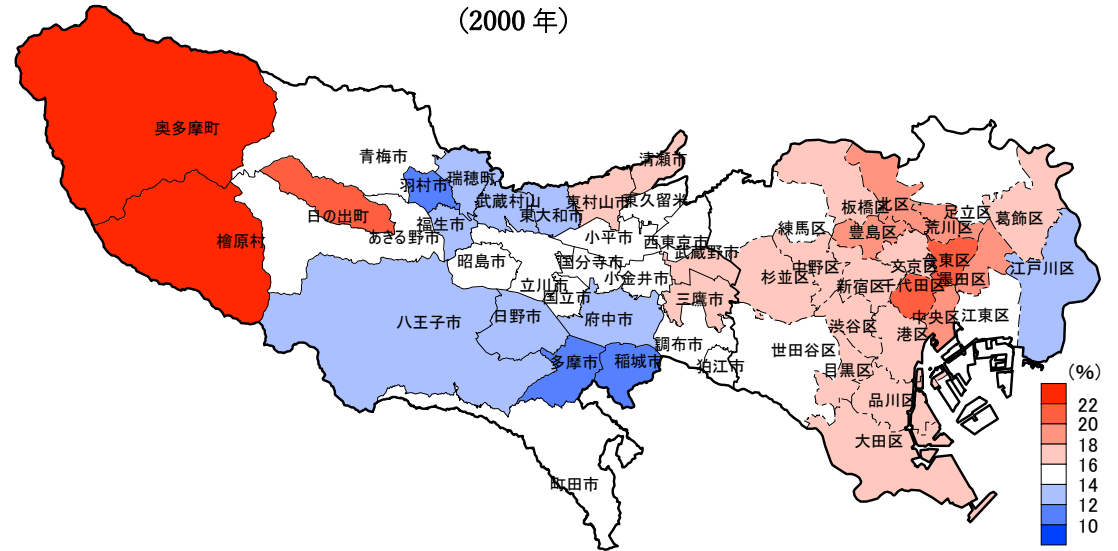 (2000 年)
奥多摩町
青梅市
清瀬市
瑞穂町
羽村市
武蔵村山
東大和市
東村山市
東久留米
檜原村
日の出町
あきる野市
福生市
小平市
西東京市
武蔵野市
昭島市
国分寺市
小金井市
立川市
国立市
三鷹市
八王子市
日野市
府中市
調布市
多摩市
稲城市
狛江市
町田市
板橋区
北区
足立区
葛飾区
練馬区
豊島区
荒川区
杉並区
中野区
文京区
台東区
江戸川区
新宿区
千代田区
墨田区
渋谷区
港区
中央区
江東区
世田谷区
目黒区
品川区
大田区
(%)
22
20
18
16
14
12
10